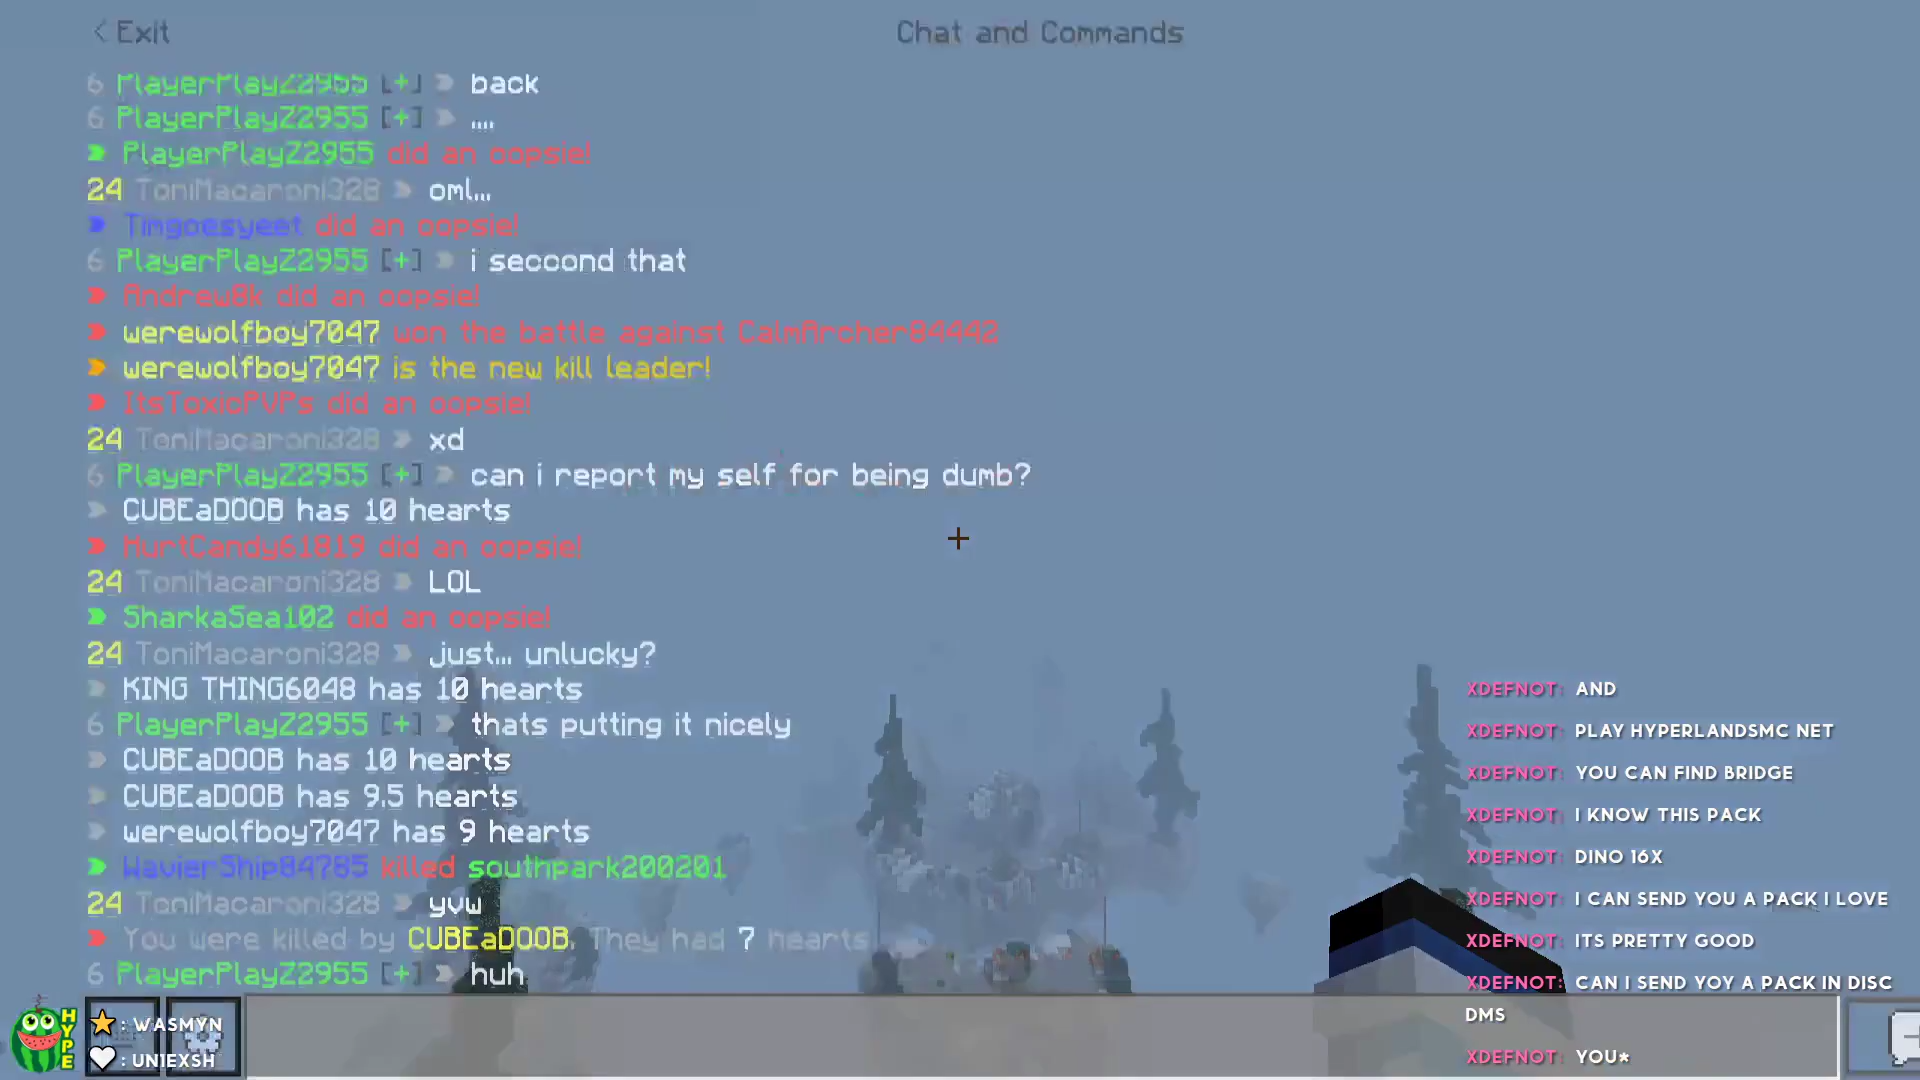 < Exit
Chat and Commands
6 PlayerPlayZ2955 [+] » back
6 PlayerPlayZ2955 [+] » ....
» PlayerPlayZ2955 did an oopsie!
24 ToniMacaroni328 » oml...
» Timgoesyeet did an oopsie!
6 PlayerPlayZ2955 [+] » i seccond that
» Andrew8k did an oopsie!
» werewolfboy7047 won the battle against CalmArcher84442
» werewolfboy7047 is the new kill leader!
» ItsToxicPVPs did an oopsie!
24 ToniMacaroni328 » xd
6 PlayerPlayZ2955 [+] » can i report my self for being dumb?
» CUBEaDOOB has 10 hearts
» HurtCandy61819 did an oopsie!
24 ToniMacaroni328 » LOL
» SharkaSea102 did an oopsie!
24 ToniMacaroni328 » just... unlucky?
» KING THING6048 has 10 hearts
6 PlayerPlayZ2955 [+] » thats putting it nicely
» CUBEaDOOB has 10 hearts
» CUBEaDOOB has 9.5 hearts
» werewolfboy7047 has 9 hearts
» WavierShip84785 killed southpark200201
24 ToniMacaroni328 » yvw
» You were killed by CUBEaDOOB. They had 7 hearts
6 PlayerPlayZ2955 [+] » huh
XDEFNOT: AND
XDEFNOT: PLAY HYPERLANDSMC NET
XDEFNOT: YOU CAN FIND BRIDGE
XDEFNOT: I KNOW THIS PACK
XDEFNOT: DINO 16X
XDEFNOT: I CAN SEND YOU A PACK I LOVE
XDEFNOT: ITS PRETTY GOOD
XDEFNOT: CAN I SEND YOY A PACK IN DISC
DMS
XDEFNOT: YOU*
HYPE
: WASMYN
: UN1EXSH